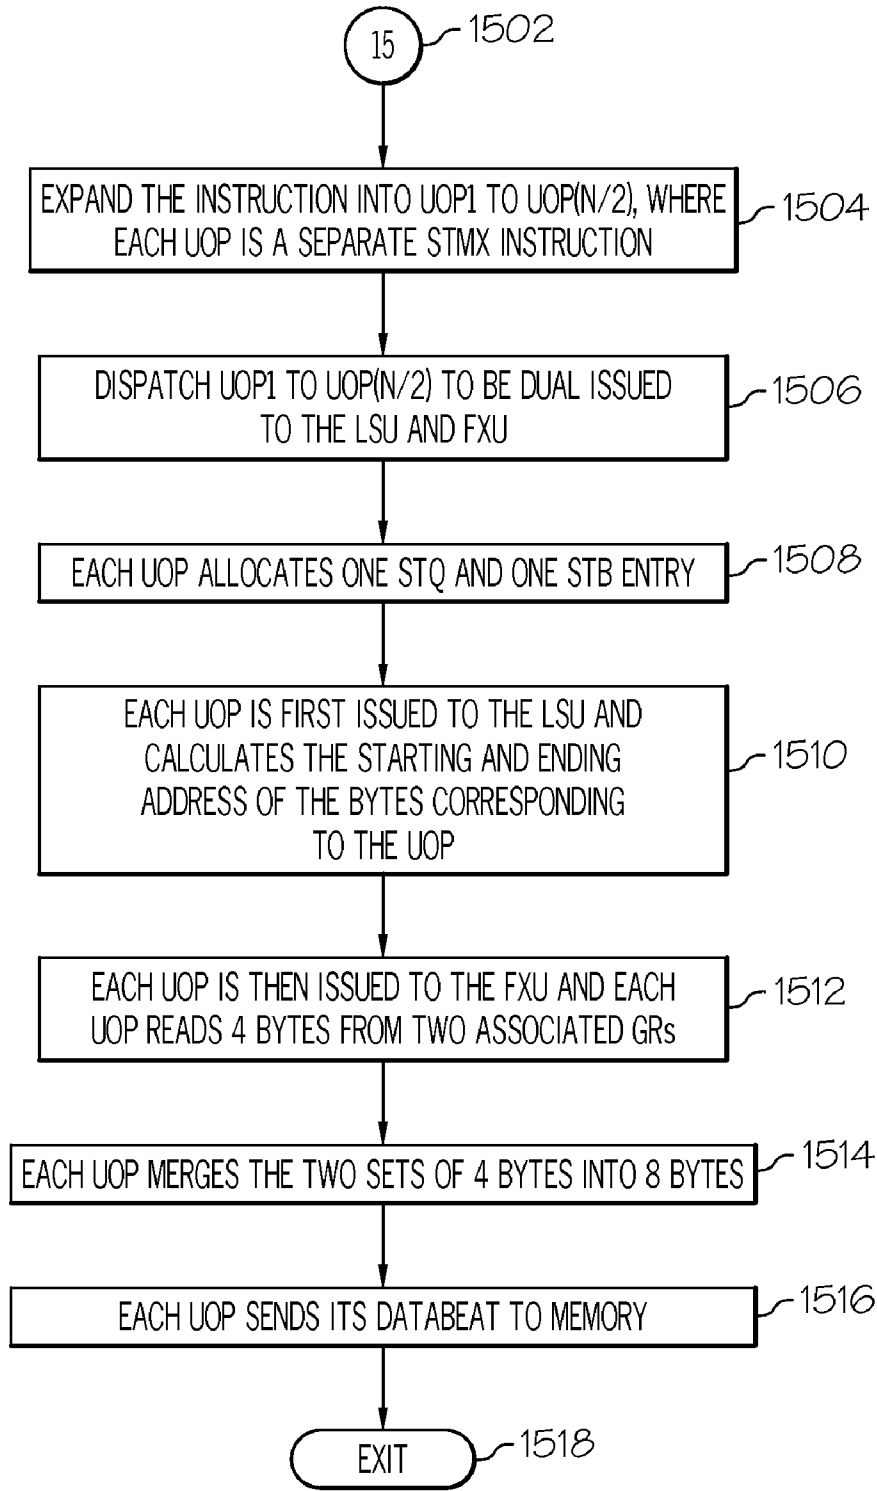 15
1502
EXPAND THE INSTRUCTION INTO UOP1 TO UOP(N/2), WHERE
EACH UOP IS A SEPARATE STMX INSTRUCTION
1504
DISPATCH UOP1 TO UOP(N/2) TO BE DUAL ISSUED
TO THE LSU AND FXU
1506
EACH UOP ALLOCATES ONE STQ AND ONE STB ENTRY
1508
EACH UOP IS FIRST ISSUED TO THE LSU AND
CALCULATES THE STARTING AND ENDING
ADDRESS OF THE BYTES CORRESPONDING
TO THE UOP
1510
EACH UOP IS THEN ISSUED TO THE FXU AND EACH
UOP READS 4 BYTES FROM TWO ASSOCIATED GRs
1512
EACH UOP MERGES THE TWO SETS OF 4 BYTES INTO 8 BYTES
1514
EACH UOP SENDS ITS DATABEAT TO MEMORY
1516
EXIT
1518